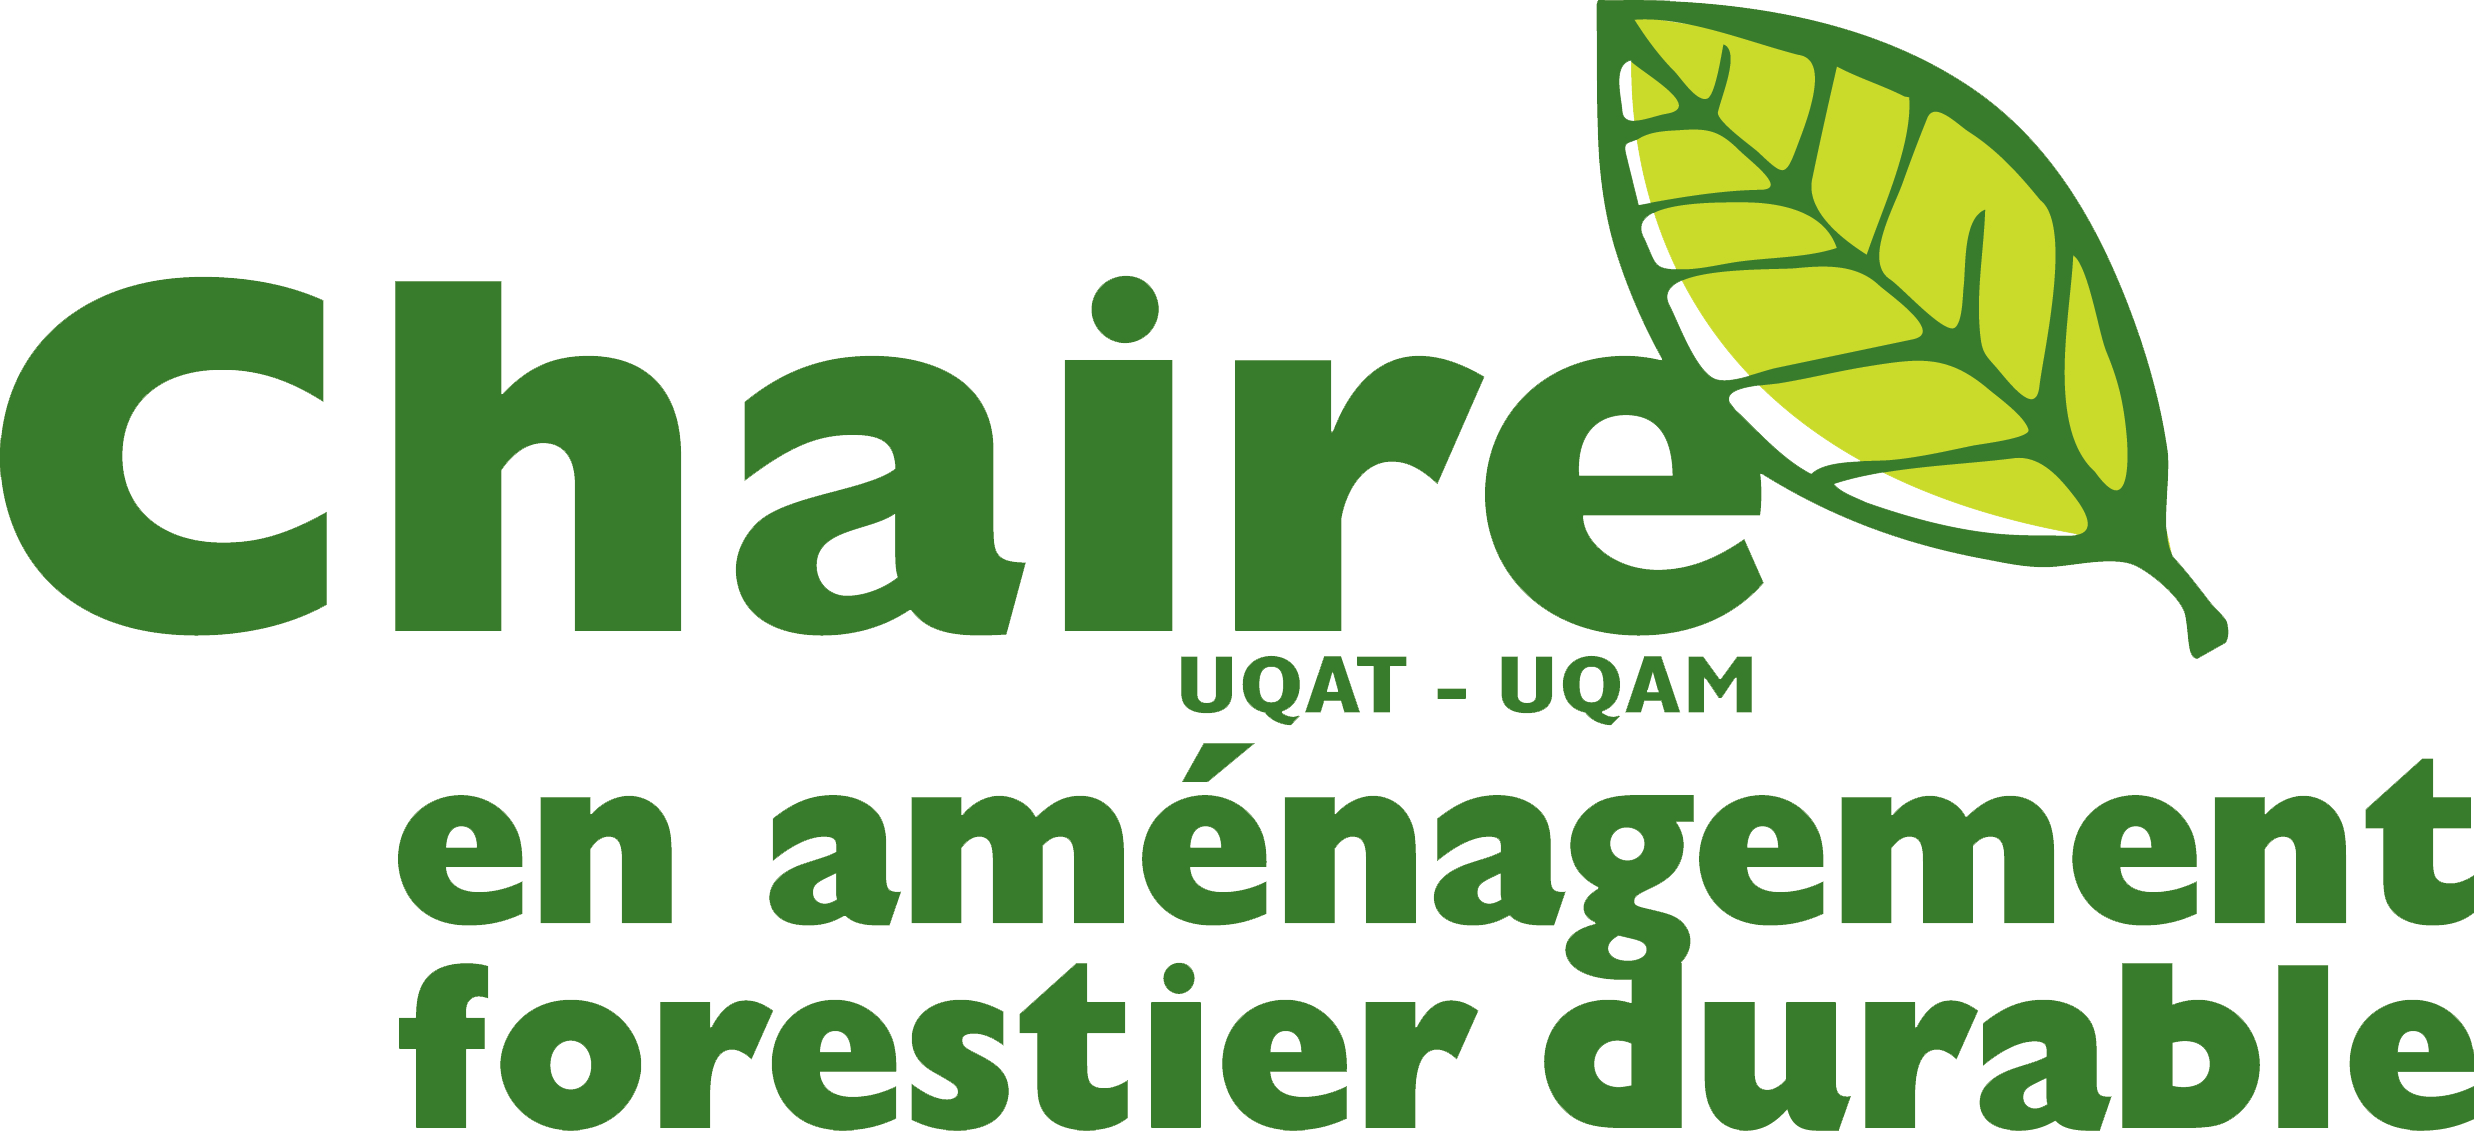 Chaire
UQAT - UQAM
en aménagement
forestier durable